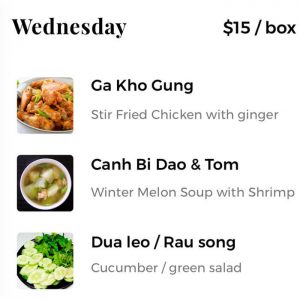 Wednesday $15 / box
Ga Kho Gung
Stir Fried Chicken with ginger
Canh Bi Dao & Tom
Winter Melon Soup with Shrimp
Dua leo / Rau song
Cucumber / green salad